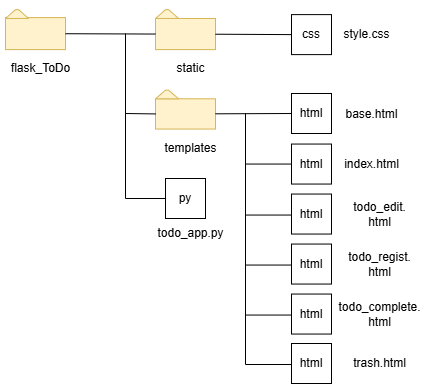 flask_ToDo
static
css
style.css
templates
html
base.html
html
index.html
py
todo_app.py
html
todo_edit.
html
html
todo_regist.
html
html
todo_complete.
html
html
trash.html